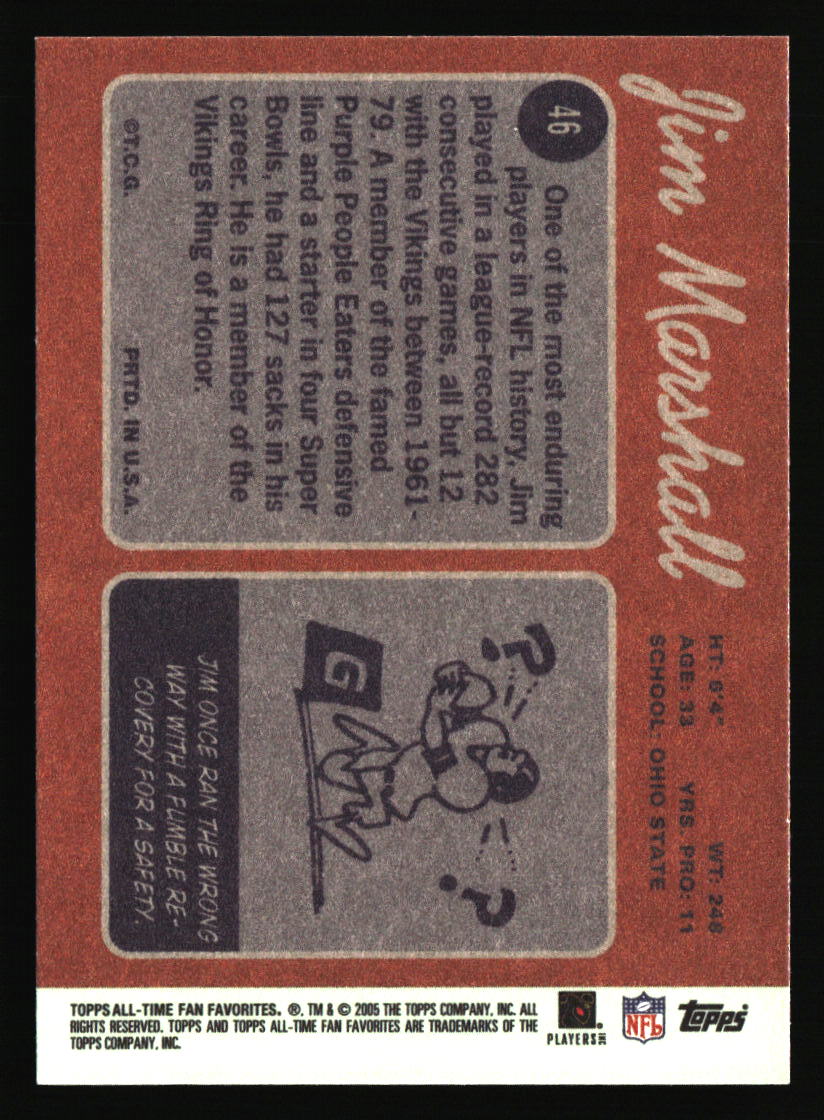 Jim Marshall
HT: 6'4" WT: 248
AGE: 33 YRS. PRO: 11
SCHOOL: OHIO STATE
46
One of the most enduring
players in NFL history, Jim
played in a league-record 282
consecutive games, all but 12
with the Vikings between 1961-
79. A member of the famed
Purple People Eaters defensive
line and a starter in four Super
Bowls, he had 127 sacks in his
career. He is a member of the
Vikings Ring of Honor.
©T.C.G. PRTD. IN U.S.A.
?
?
G
JIM ONCE RAN THE WRONG
WAY WITH A FUMBLE RE-
COVERY FOR A SAFETY.
TOPPS ALL-TIME FAN FAVORITES. ®, TM & © 2005 THE TOPPS COMPANY, INC. ALL
RIGHTS RESERVED. TOPPS AND TOPPS ALL-TIME FAN FAVORITES ARE TRADEMARKS OF THE
TOPPS COMPANY, INC.
PLAYERS INC
NFL
Topps